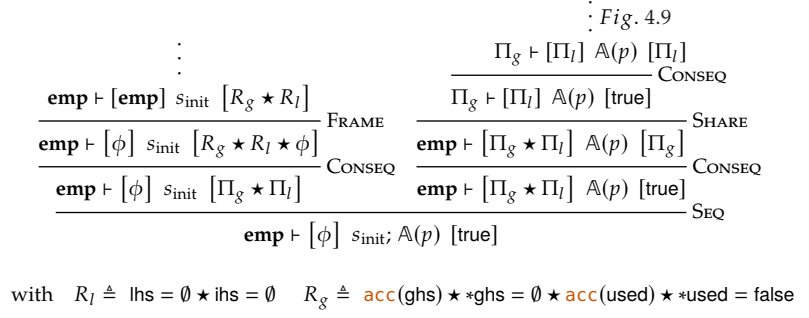 ⋮ Fig. 4.9
⋮ Π_g ⊢ [Π_l] 𝔸(p) [Π_l]
CONSEQ
emp ⊢ [emp] s_init [R_g ⋆ R_l] Π_g ⊢ [Π_l] 𝔸(p) [true]
FRAME SHARE
emp ⊢ [ϕ] s_init [R_g ⋆ R_l ⋆ ϕ] emp ⊢ [Π_g ⋆ Π_l] 𝔸(p) [Π_g]
CONSEQ CONSEQ
emp ⊢ [ϕ] s_init [Π_g ⋆ Π_l] emp ⊢ [Π_g ⋆ Π_l] 𝔸(p) [true]
SEQ
emp ⊢ [ϕ] s_init; 𝔸(p) [true]
with R_l ≜ lhs = ∅ ⋆ ihs = ∅ R_g ≜ acc(ghs) ⋆ *ghs = ∅ ⋆ acc(used) ⋆ *used = false